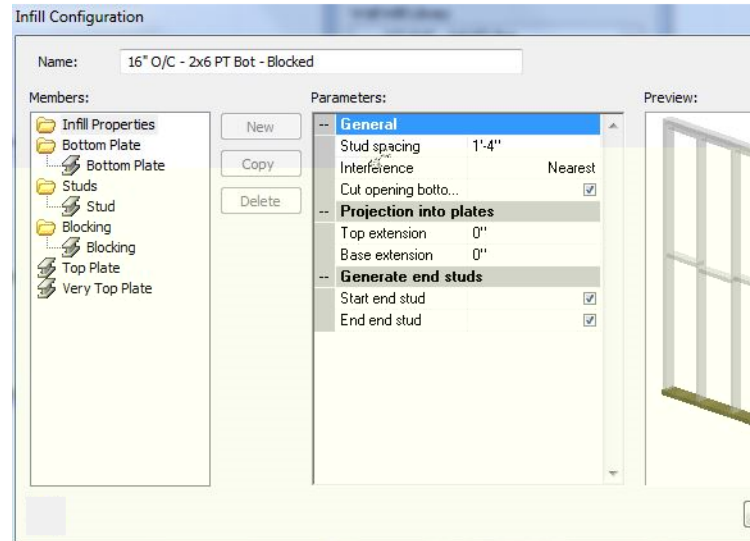 Infill Configuration
Name: 16" O/C - 2x6 PT Bot - Blocked
Members:
Infill Properties
Bottom Plate
Bottom Plate
Studs
Stud
Blocking
Blocking
Top Plate
Very Top Plate
New
Copy
Delete
Parameters:
-- General
Stud spacing 1'-4"
Interference Nearest
Cut opening botto...
-- Projection into plates
Top extension 0"
Base extension 0"
-- Generate end studs
Start end stud
End end stud
Preview: